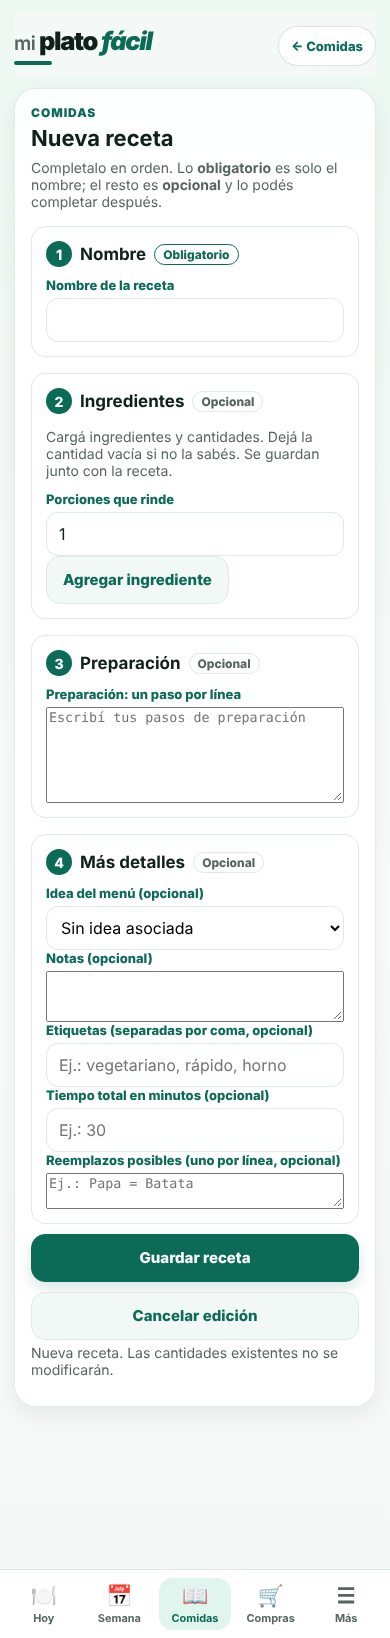 mi plato fácil
← Comidas
COMIDAS
Nueva receta
Completalo en orden. Lo obligatorio es solo el
nombre; el resto es opcional y lo podés
completar después.
1 Nombre Obligatorio
Nombre de la receta
2 Ingredientes Opcional
Cargá ingredientes y cantidades. Dejá la
cantidad vacía si no la sabés. Se guardan
junto con la receta.
Porciones que rinde
1
Agregar ingrediente
3 Preparación Opcional
Preparación: un paso por línea
Escribí tus pasos de preparación
4 Más detalles Opcional
Idea del menú (opcional)
Sin idea asociada
Notas (opcional)
Etiquetas (separadas por coma, opcional)
Ej.: vegetariano, rápido, horno
Tiempo total en minutos (opcional)
Ej.: 30
Reemplazos posibles (uno por línea, opcional)
Ej.: Papa = Batata
Guardar receta
Cancelar edición
Nueva receta. Las cantidades existentes no se
modificarán.
Hoy Semana Comidas Compras Más